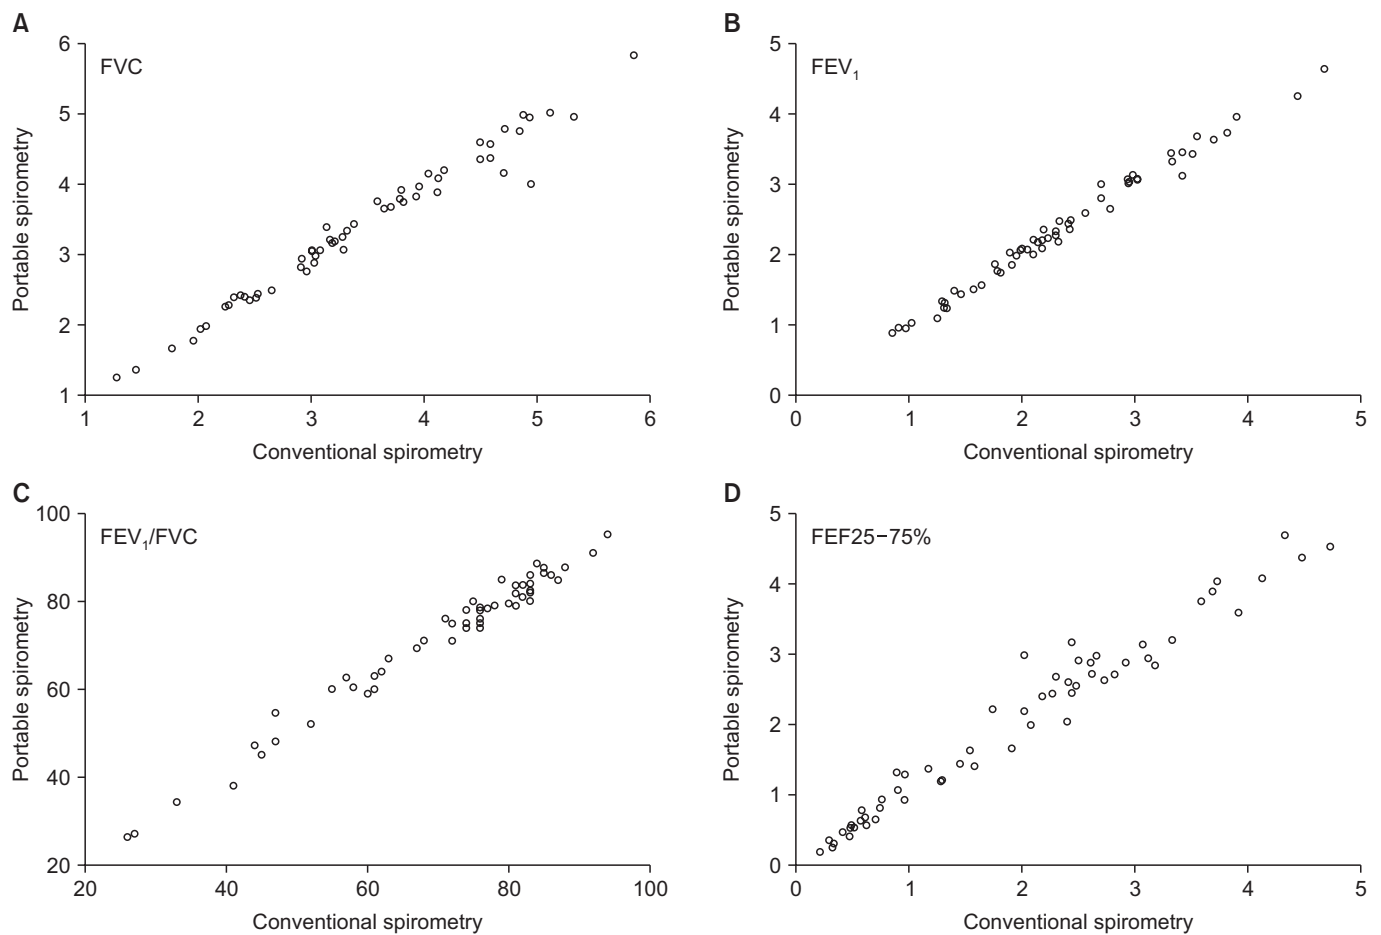 A
FVC
6
5
4
3
2
1
Portable spirometry
1 2 3 4 5 6
Conventional spirometry
B
FEV1
5
4
3
2
1
0
Portable spirometry
0 1 2 3 4 5
Conventional spirometry
C
FEV1/FVC
100
80
60
40
20
Portable spirometry
20 40 60 80 100
Conventional spirometry
D
FEF25−75%
5
4
3
2
1
0
Portable spirometry
0 1 2 3 4 5
Conventional spirometry